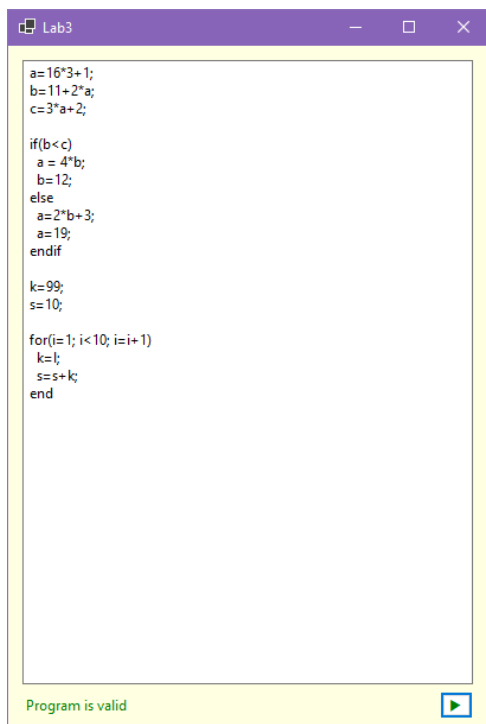 Lab3
a=16*3+1;
b=11+2*a;
c=3*a+2;
if(b<c)
a = 4*b;
b=12;
else
a=2*b+3;
a=19;
endif
k=99;
s=10;
for(i=1; i<10; i=i+1)
k=l;
s=s+k;
end
Program is valid